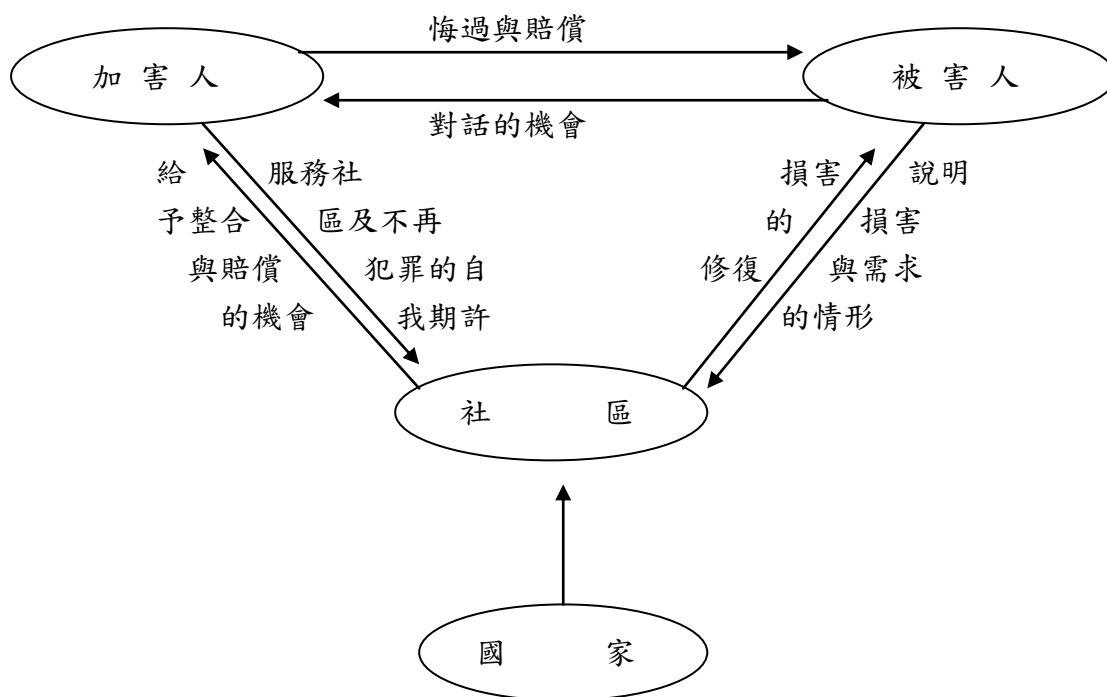 悔過與賠償
加害人
被害人
對話的機會
給
予整合
與賠償
的機會
服務社
區及不再
犯罪的自
我期許
損害
的
修復
說明
損害
與需求
的情形
社區
國家